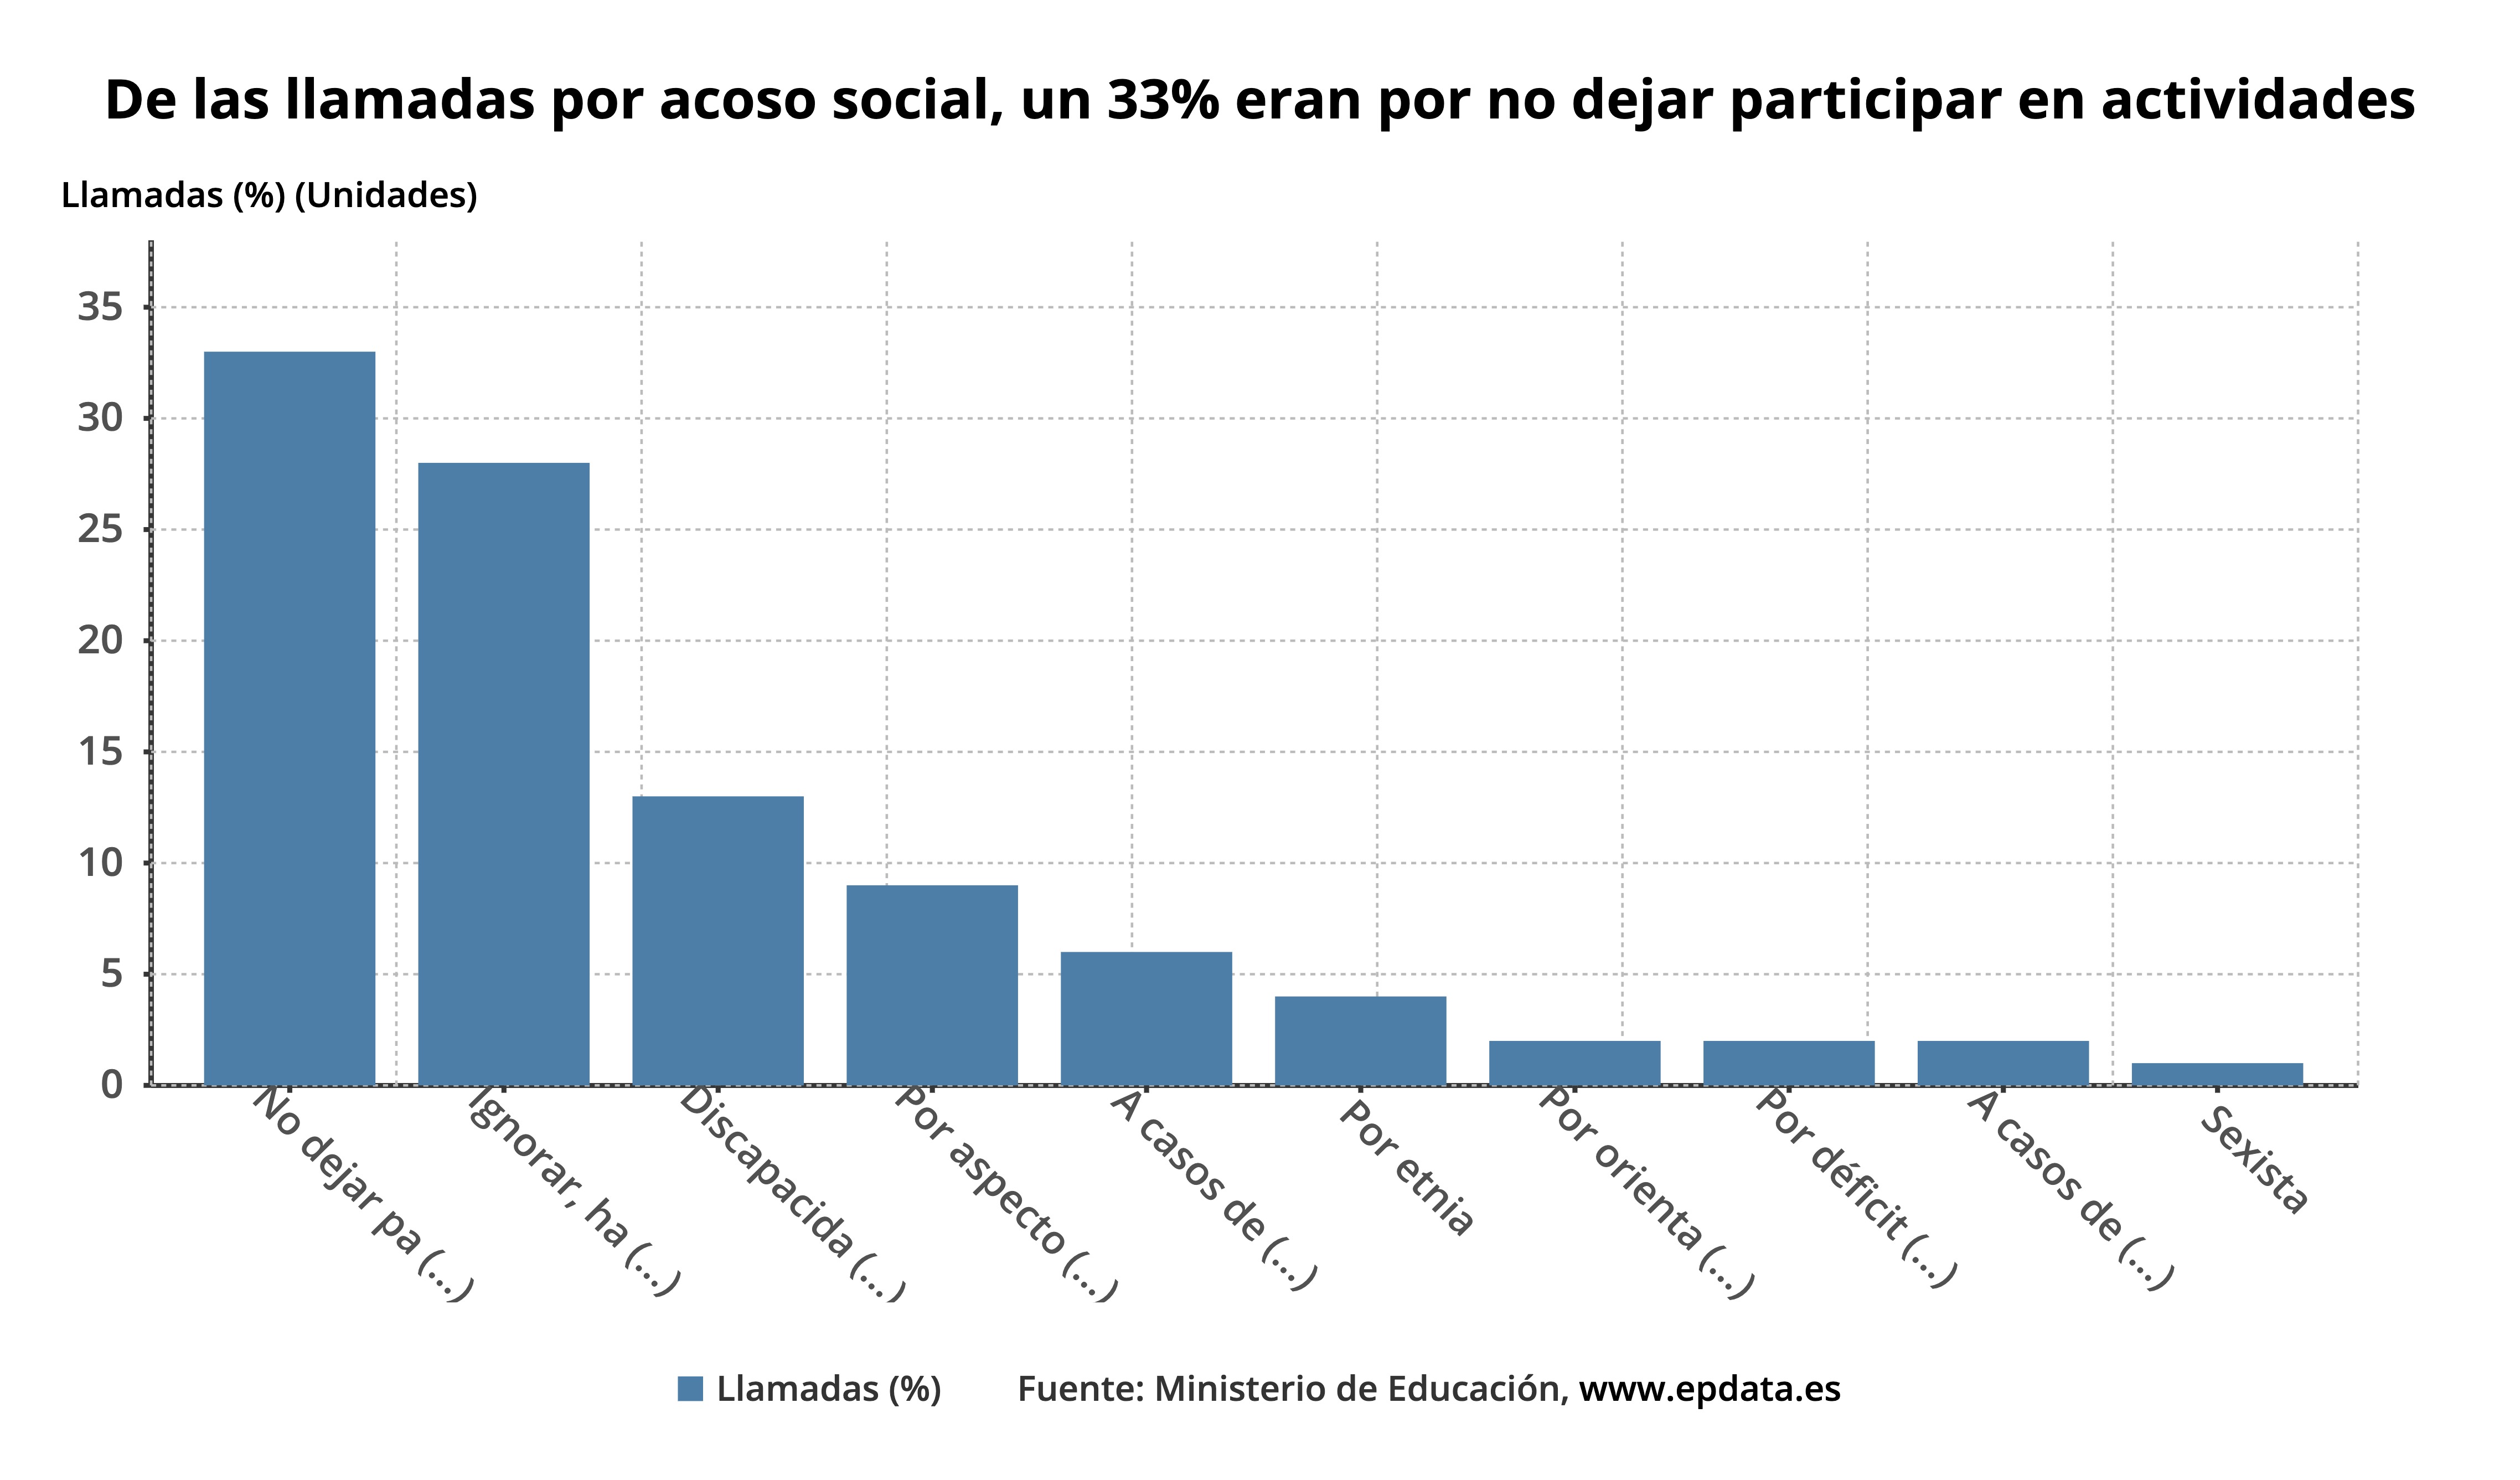 De las llamadas por acoso social, un 33% eran por no dejar participar en actividades
Llamadas (%) (Unidades)
35
30
25
20
15
10
5
0
No dejar pa (...)
Ignorar, ha (...)
Discapacida (...)
Por aspecto (...)
A casos de (...)
Por etnia
Por orienta (...)
Por déficit (...)
A casos de (...)
Sexista
Llamadas (%)
Fuente: Ministerio de Educación, www.epdata.es